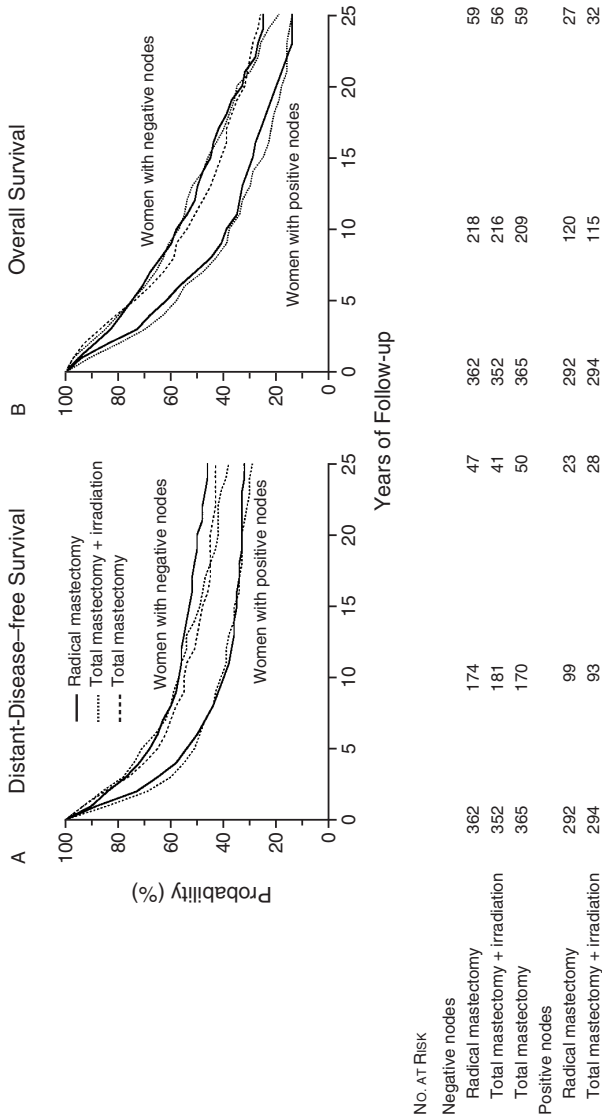 A Distant-Disease–free Survival
Radical mastectomy
Total mastectomy + irradiation
Total mastectomy
Women with negative nodes
Women with positive nodes
Probability (%)
100
80
60
40
20
0
0 5 10 15 20 25
B Overall Survival
Women with negative nodes
Women with positive nodes
100
80
60
40
20
0
0 5 10 15 20 25
Years of Follow-up
No. at Risk
Negative nodes
Radical mastectomy 362 174 47 362 218 59
Total mastectomy + irradiation 352 181 41 352 216 56
Total mastectomy 365 170 50 365 209 59
Positive nodes
Radical mastectomy 292 99 23 292 120 27
Total mastectomy + irradiation 294 93 28 294 115 32